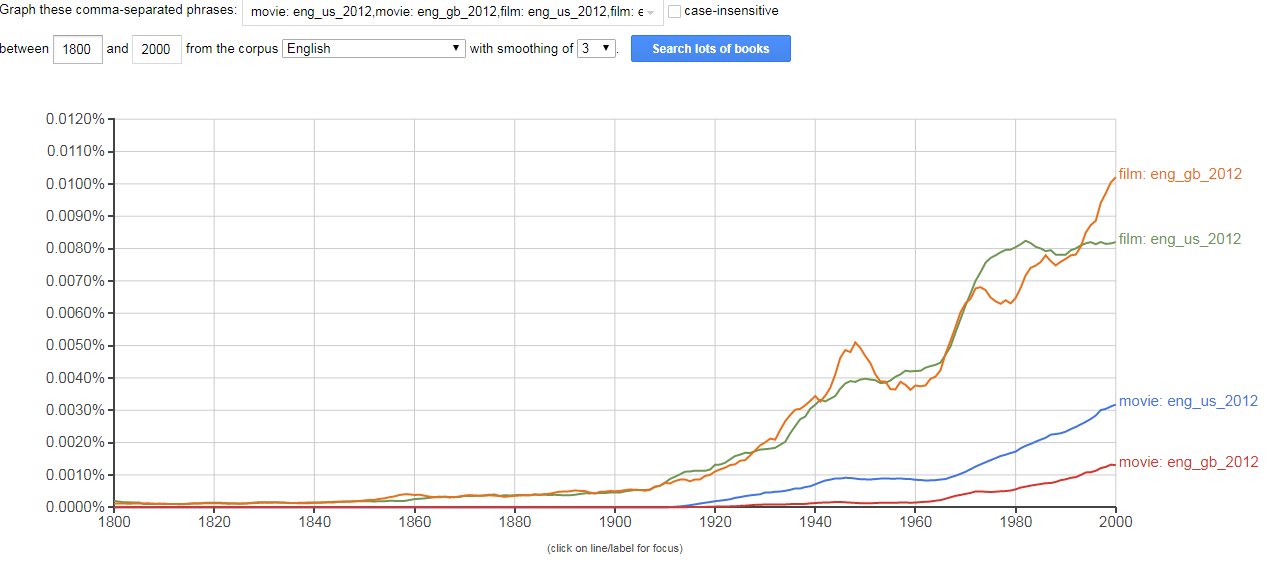 Graph these comma-separated phrases: movie: eng_us_2012,movie: eng_gb_2012,film: eng_us_2012,film: case-insensitive
between 1800 and 2000 from the corpus English with smoothing of 3 . Search lots of books
0.0120%
0.0110%
0.0100%
film: eng_gb_2012
0.0090%
0.0080%
film: eng_us_2012
0.0070%
0.0060%
0.0050%
0.0040%
0.0030%
movie: eng_us_2012
0.0020%
0.0010%
movie: eng_gb_2012
0.0000%
1800 1820 1840 1860 1880 1900 1920 1940 1960 1980 2000
(click on line/label for focus)